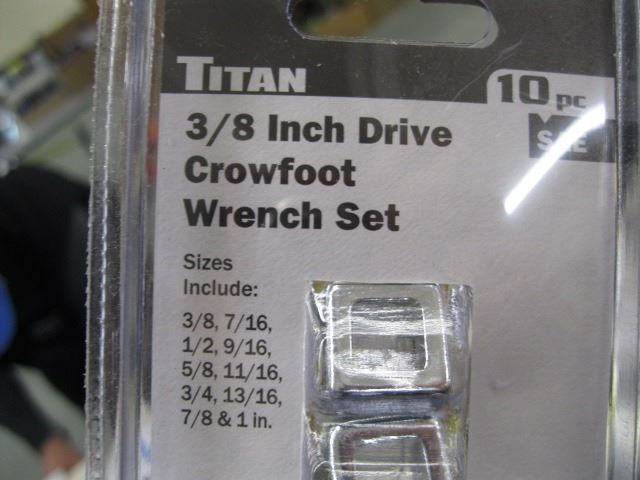 TITAN
10 pc
SAE
3/8 Inch Drive
Crowfoot
Wrench Set
Sizes
Include:
3/8, 7/16,
1/2, 9/16,
5/8, 11/16,
3/4, 13/16,
7/8 & 1 in.